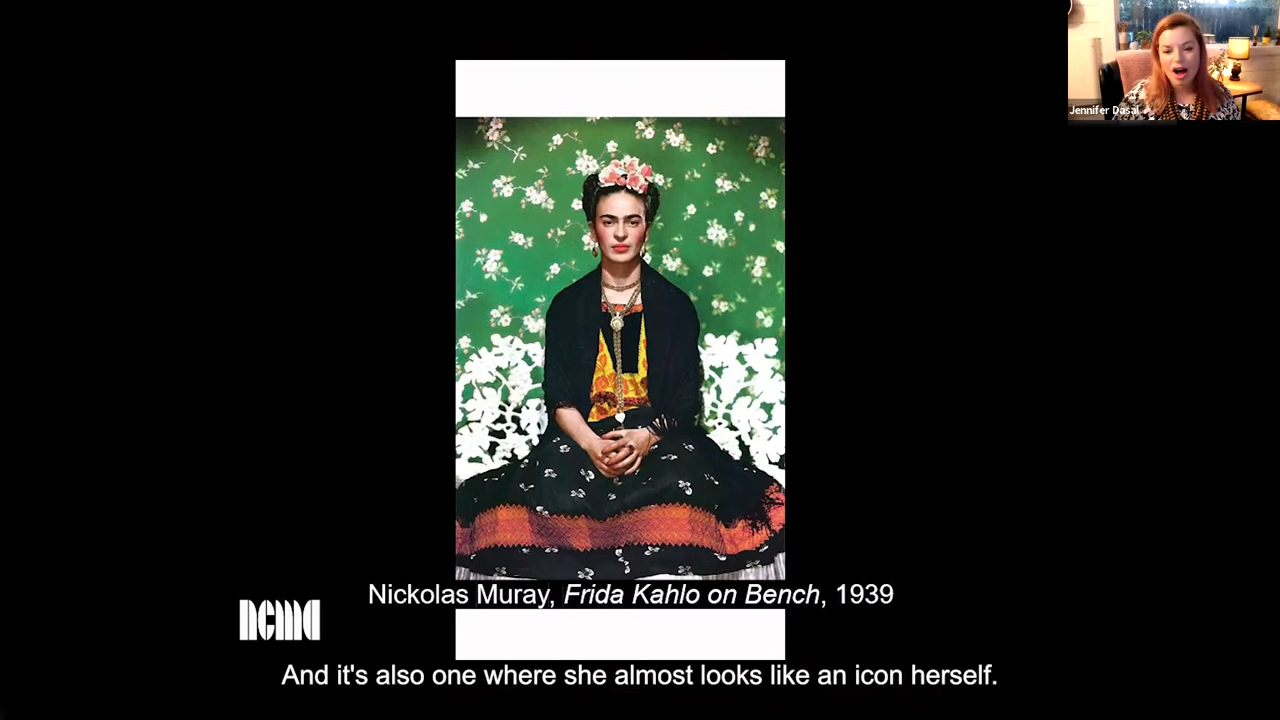 Jennifer Dasal
Nickolas Muray, Frida Kahlo on Bench, 1939
ncma
And it's also one where she almost looks like an icon herself.